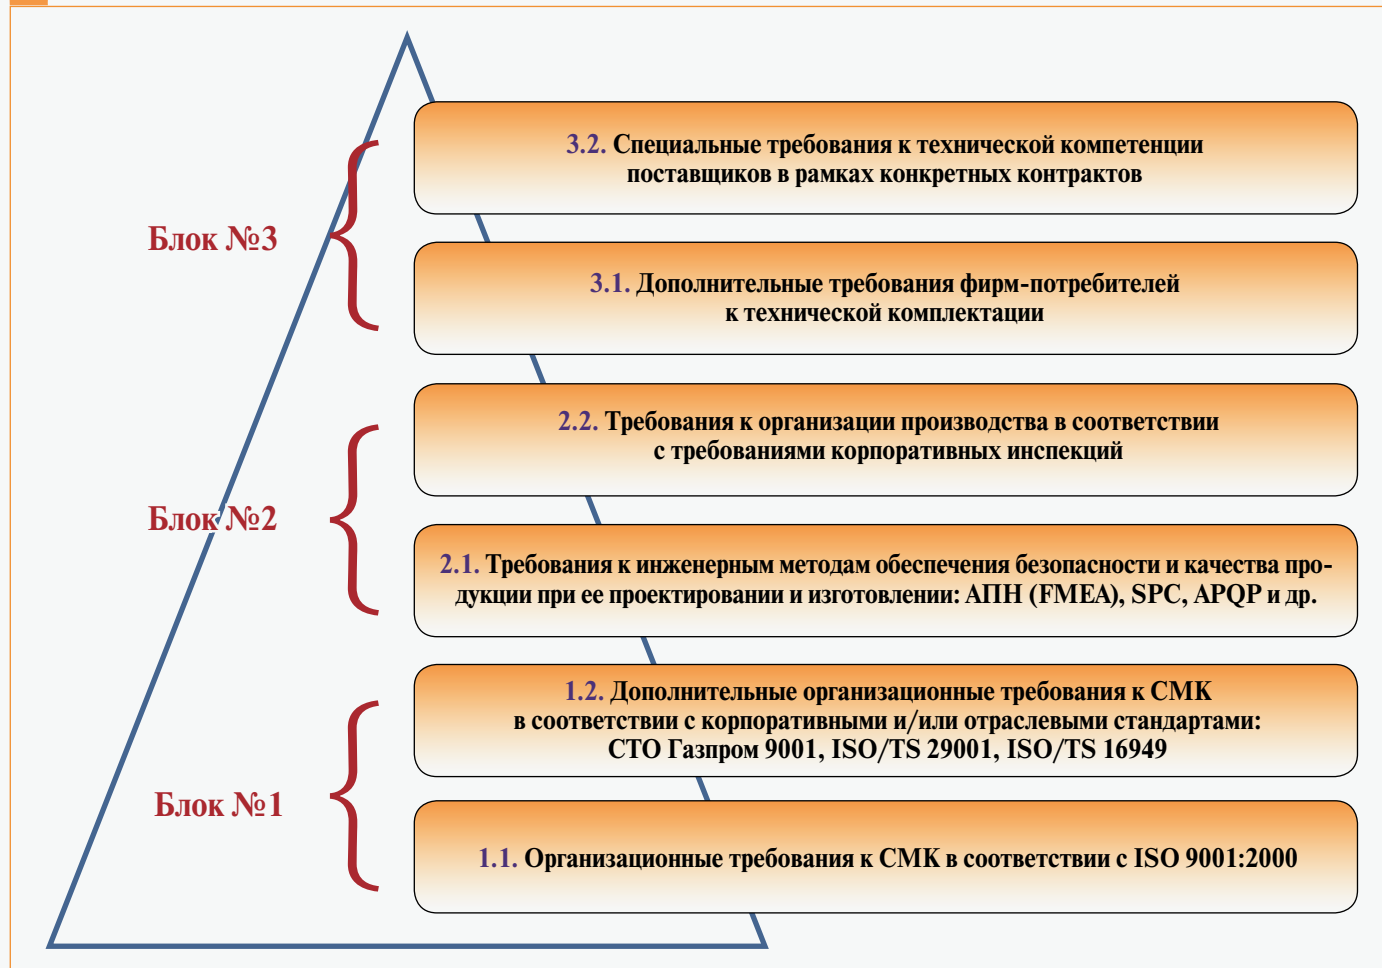 3.2. Специальные требования к технической компетенции
поставщиков в рамках конкретных контрактов
Блок №3
3.1. Дополнительные требования фирм-потребителей
к технической комплектации
2.2. Требования к организации производства в соответствии
с требованиями корпоративных инспекций
Блок №2
2.1. Требования к инженерным методам обеспечения безопасности и качества про-
дукции при ее проектировании и изготовлении: АПН (FMEA), SPC, APQP и др.
1.2. Дополнительные организационные требования к СМК
в соответствии с корпоративными и/или отраслевыми стандартами:
СТО Газпром 9001, ISO/TS 29001, ISO/TS 16949
Блок №1
1.1. Организационные требования к СМК в соответствии с ISO 9001:2000